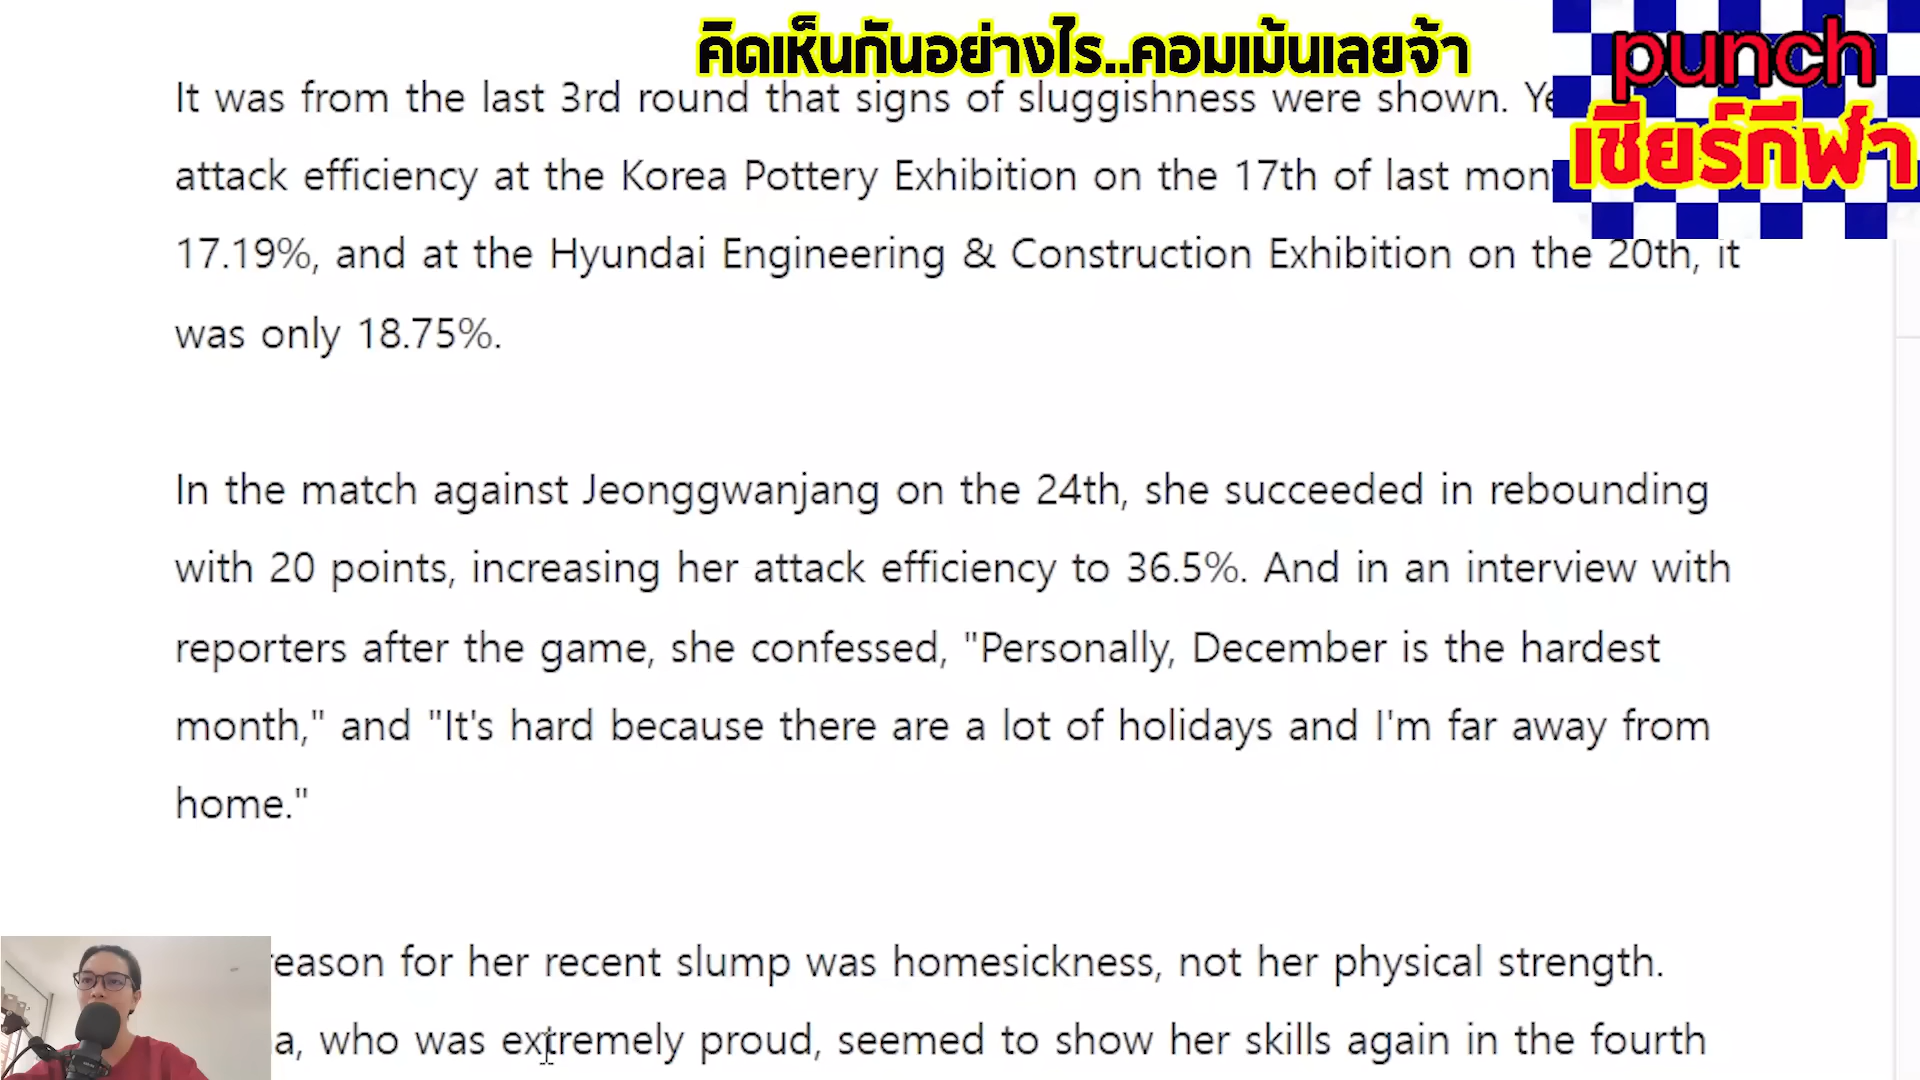 คิดเห็นกันอย่างไร..คอมเม้นเลยจ้า
punch
เชียร์กีฬา
It was from the last 3rd round that signs of sluggishness were shown.
attack efficiency at the Korea Pottery Exhibition on the 17th of last
17.19%, and at the Hyundai Engineering & Construction Exhibition on the 20th, it
was only 18.75%.
In the match against Jeonggwanjang on the 24th, she succeeded in rebounding
with 20 points, increasing her attack efficiency to 36.5%. And in an interview with
reporters after the game, she confessed, "Personally, December is the hardest
month," and "It's hard because there are a lot of holidays and I'm far away from
home."
reason for her recent slump was homesickness, not her physical strength.
a, who was extremely proud, seemed to show her skills again in the fourth